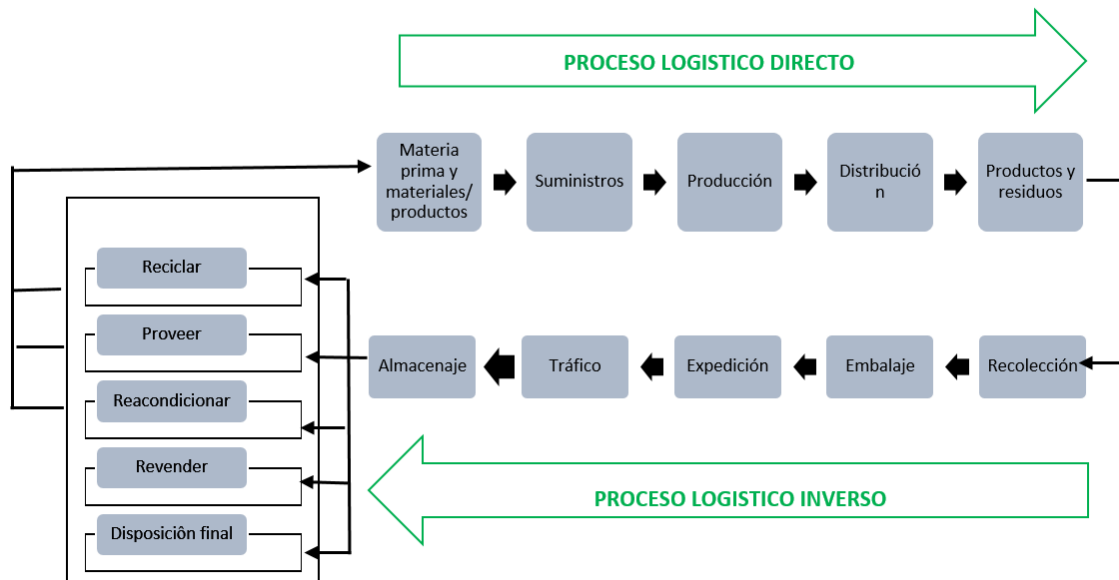 PROCESO LOGISTICO DIRECTO
Materia
prima y
materiales/
productos
Suministros
Producción
Distribució
n
Productos y
residuos
Reciclar
Proveer
Reacondicionar
Revender
Disposiciôn final
Almacenaje
Tráfico
Expedición
Embalaje
Recolección
PROCESO LOGISTICO INVERSO